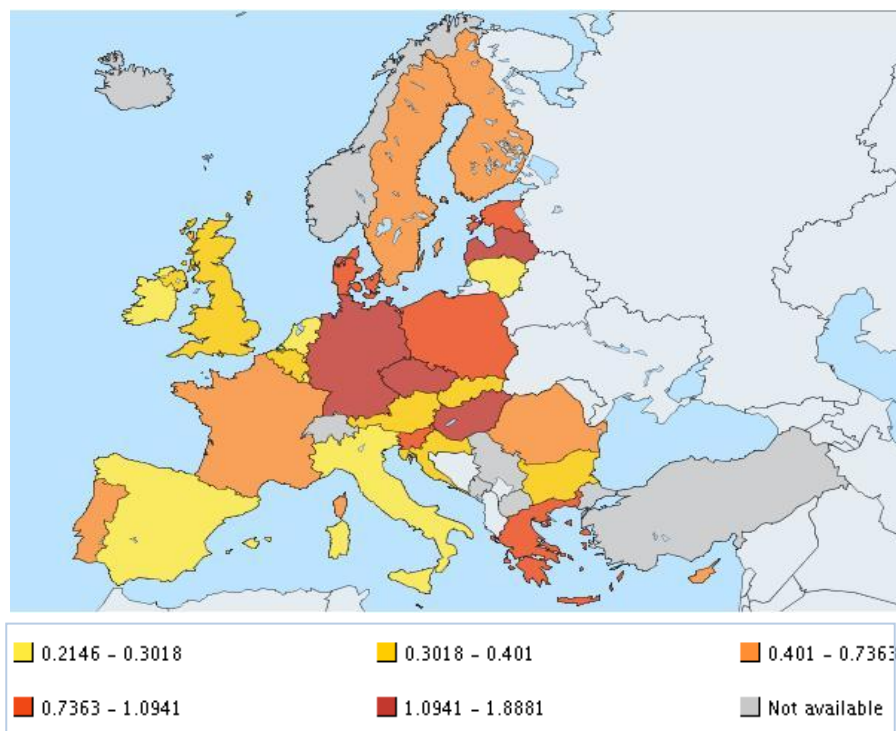 0.2146 – 0.3018
0.3018 – 0.401
0.401 – 0.7363
0.7363 – 1.0941
1.0941 – 1.8881
Not available